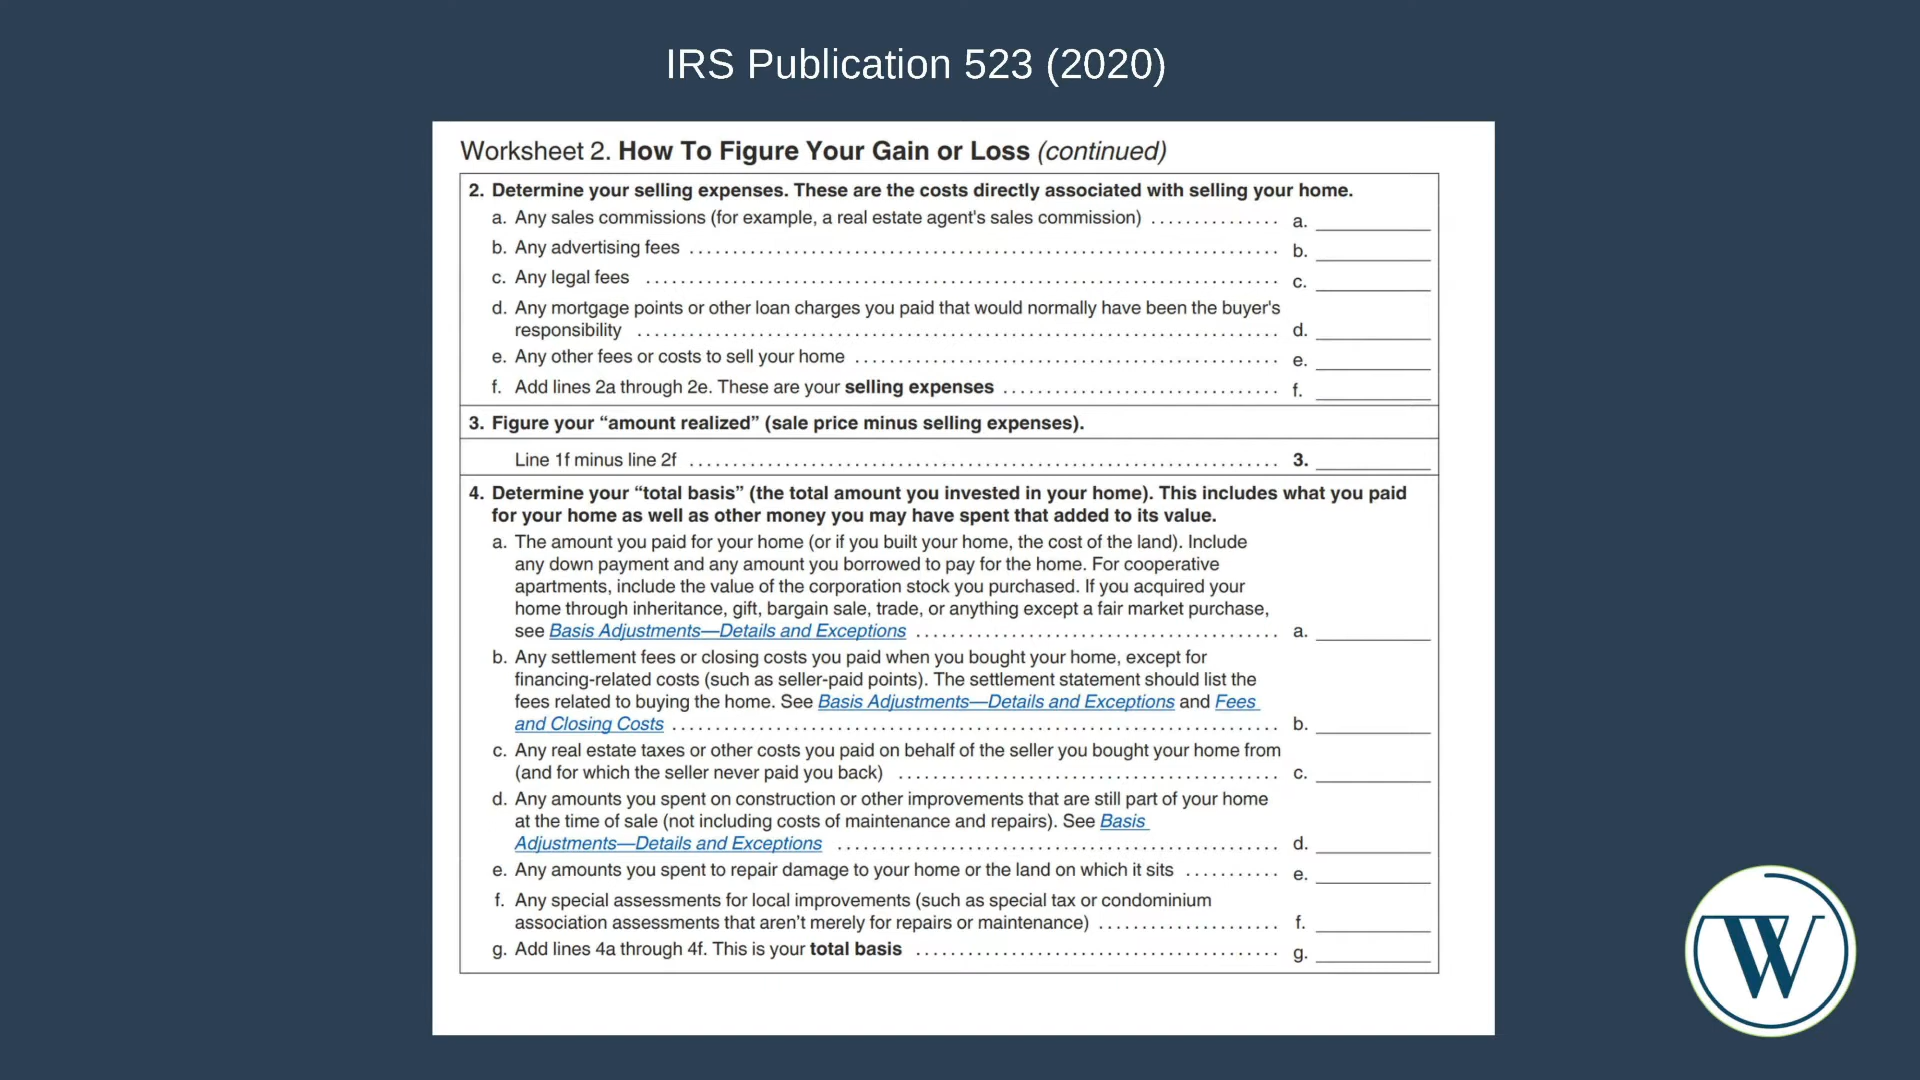 IRS Publication 523 (2020)
Worksheet 2. How To Figure Your Gain or Loss (continued)
2. Determine your selling expenses. These are the costs directly associated with selling your home.
a. Any sales commissions (for example, a real estate agent's sales commission) ............... a.
b. Any advertising fees ............................................................... b.
c. Any legal fees ............................................................... c.
d. Any mortgage points or other loan charges you paid that would normally have been the buyer's
responsibility ............................................................... d.
e. Any other fees or costs to sell your home ............................................... e.
f. Add lines 2a through 2e. These are your selling expenses ............................... f.
3. Figure your “amount realized” (sale price minus selling expenses).
Line 1f minus line 2f ............................................................... 3.
4. Determine your “total basis” (the total amount you invested in your home). This includes what you paid
for your home as well as other money you may have spent that added to its value.
a. The amount you paid for your home (or if you built your home, the cost of the land). Include
any down payment and any amount you borrowed to pay for the home. For cooperative
apartments, include the value of the corporation stock you purchased. If you acquired your
home through inheritance, gift, bargain sale, trade, or anything except a fair market purchase,
see Basis Adjustments—Details and Exceptions ......................................... a.
b. Any settlement fees or closing costs you paid when you bought your home, except for
financing-related costs (such as seller-paid points). The settlement statement should list the
fees related to buying the home. See Basis Adjustments—Details and Exceptions and Fees
and Closing Costs ............................................................... b.
c. Any real estate taxes or other costs you paid on behalf of the seller you bought your home from
(and for which the seller never paid you back) ......................................... c.
d. Any amounts you spent on construction or other improvements that are still part of your home
at the time of sale (not including costs of maintenance and repairs). See Basis
Adjustments—Details and Exceptions ................................................. d.
e. Any amounts you spent to repair damage to your home or the land on which it sits ........... e.
f. Any special assessments for local improvements (such as special tax or condominium
association assessments that aren’t merely for repairs or maintenance) .................... f.
g. Add lines 4a through 4f. This is your total basis ......................................... g.
W